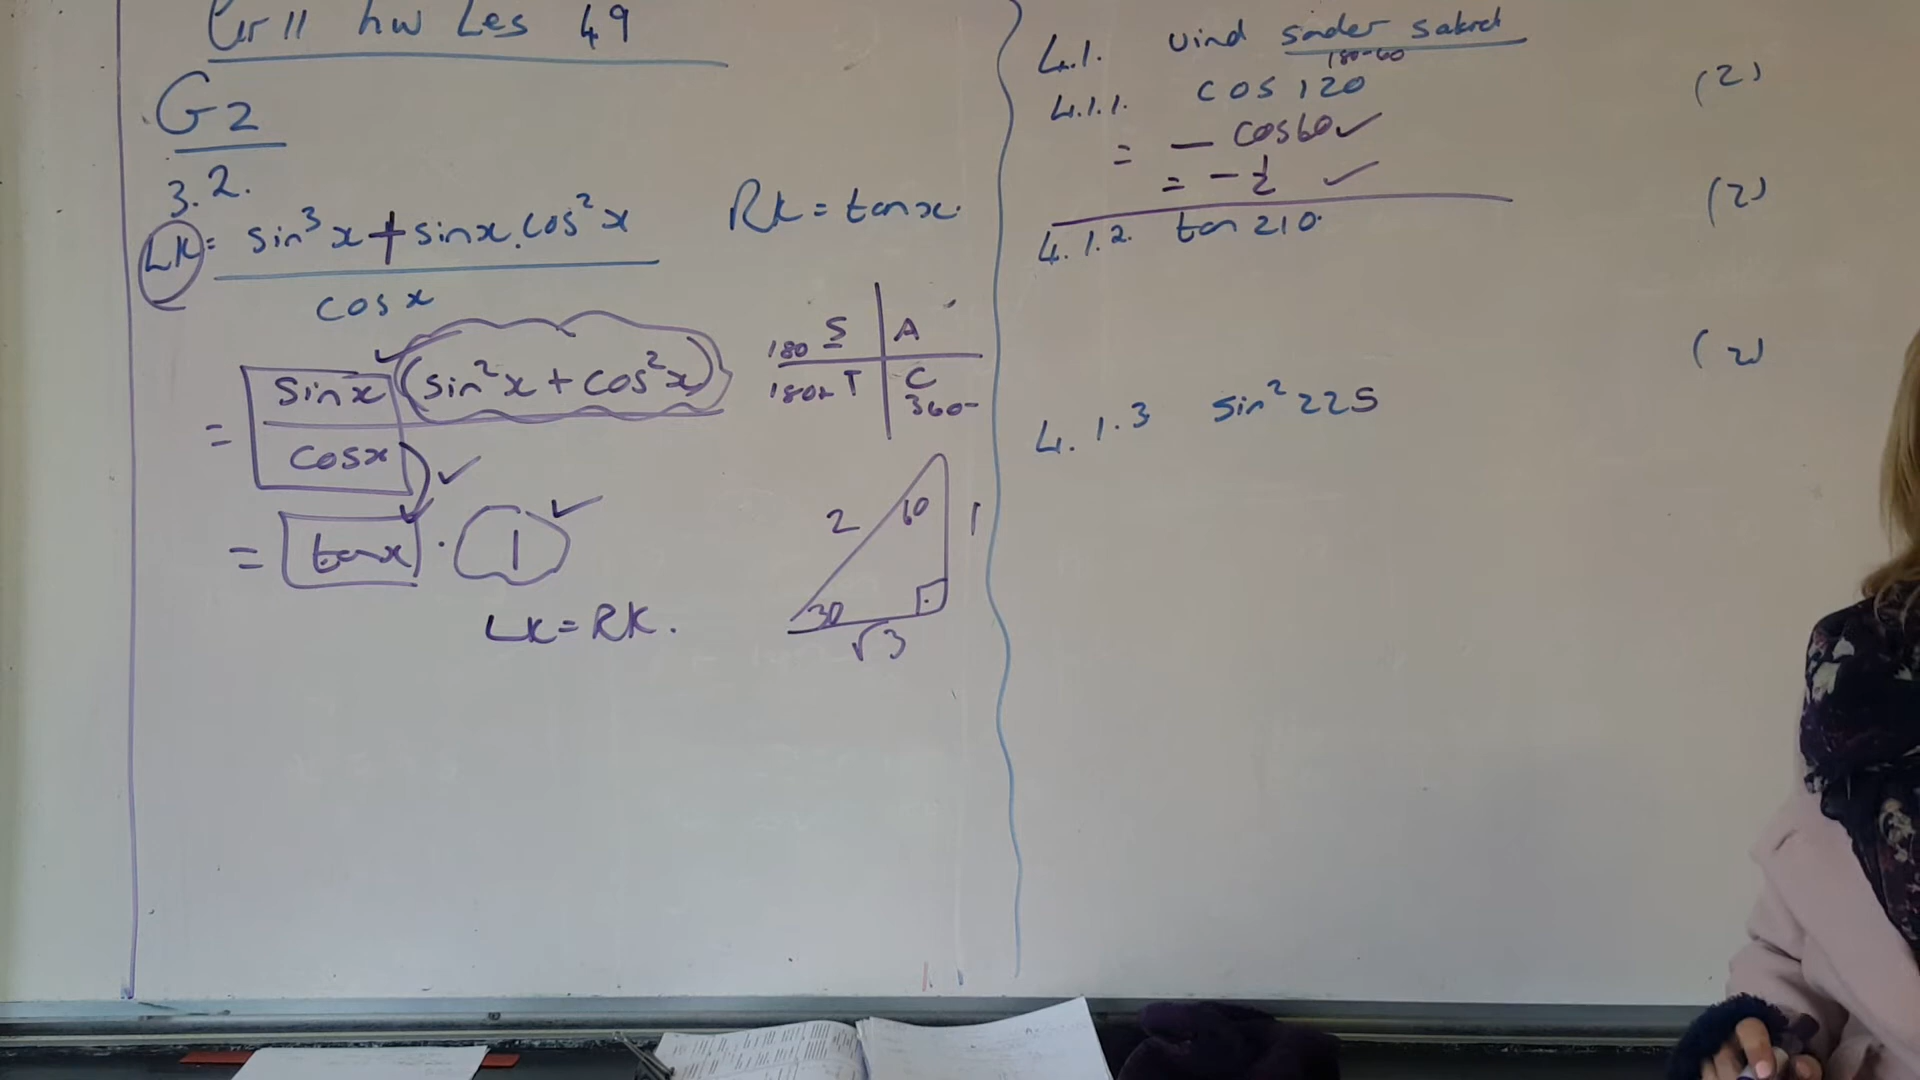 Gr 11 hw Les 49
G2
3.2.
LK = sin³x + sinx.cos²x
cos x
RK = tanx.
= sinx (sin²x + cos²x)
cosx
= tanx . 1
LK = RK.
180 S A
180+ T C
360-
2 60 1
30
√3
4.1. vind sonder sakrek
180-60
4.1.1. cos 120 (2)
= - cos60 ✓
= - ½ ✓
4.1.2. tan 210. (2)
(2)
4.1.3 sin² 225